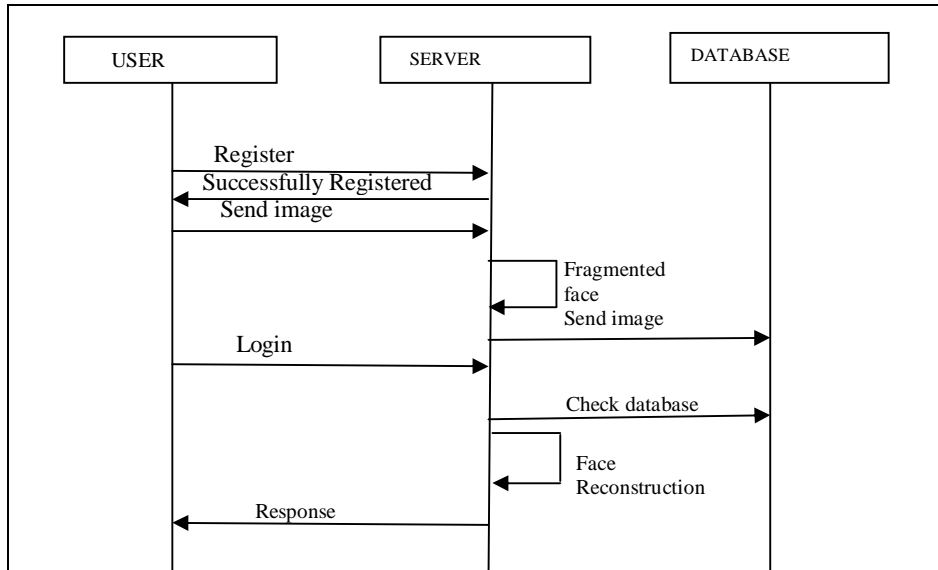 USER
SERVER
DATABASE
Register
Successfully Registered
Send image
Fragmented
face
Send image
Login
Check database
Face
Reconstruction
Response